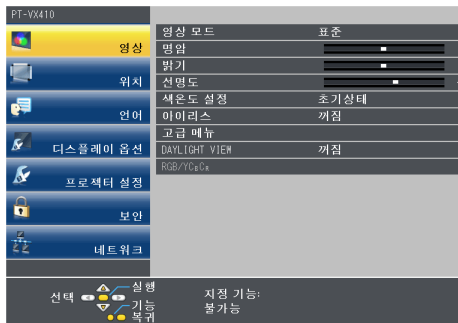 PT-VX410
영상
위치
언어
디스플레이 옵션
프로젝터 설정
보안
네트워크
영상 모드 표준
명암
밝기
선명도
색온도 설정 초기상태
아이리스 꺼짐
고급 메뉴
DAYLIGHT VIEW 꺼짐
RGB/YCBCR
선택
실행
기능
복귀
지정 기능:
불가능